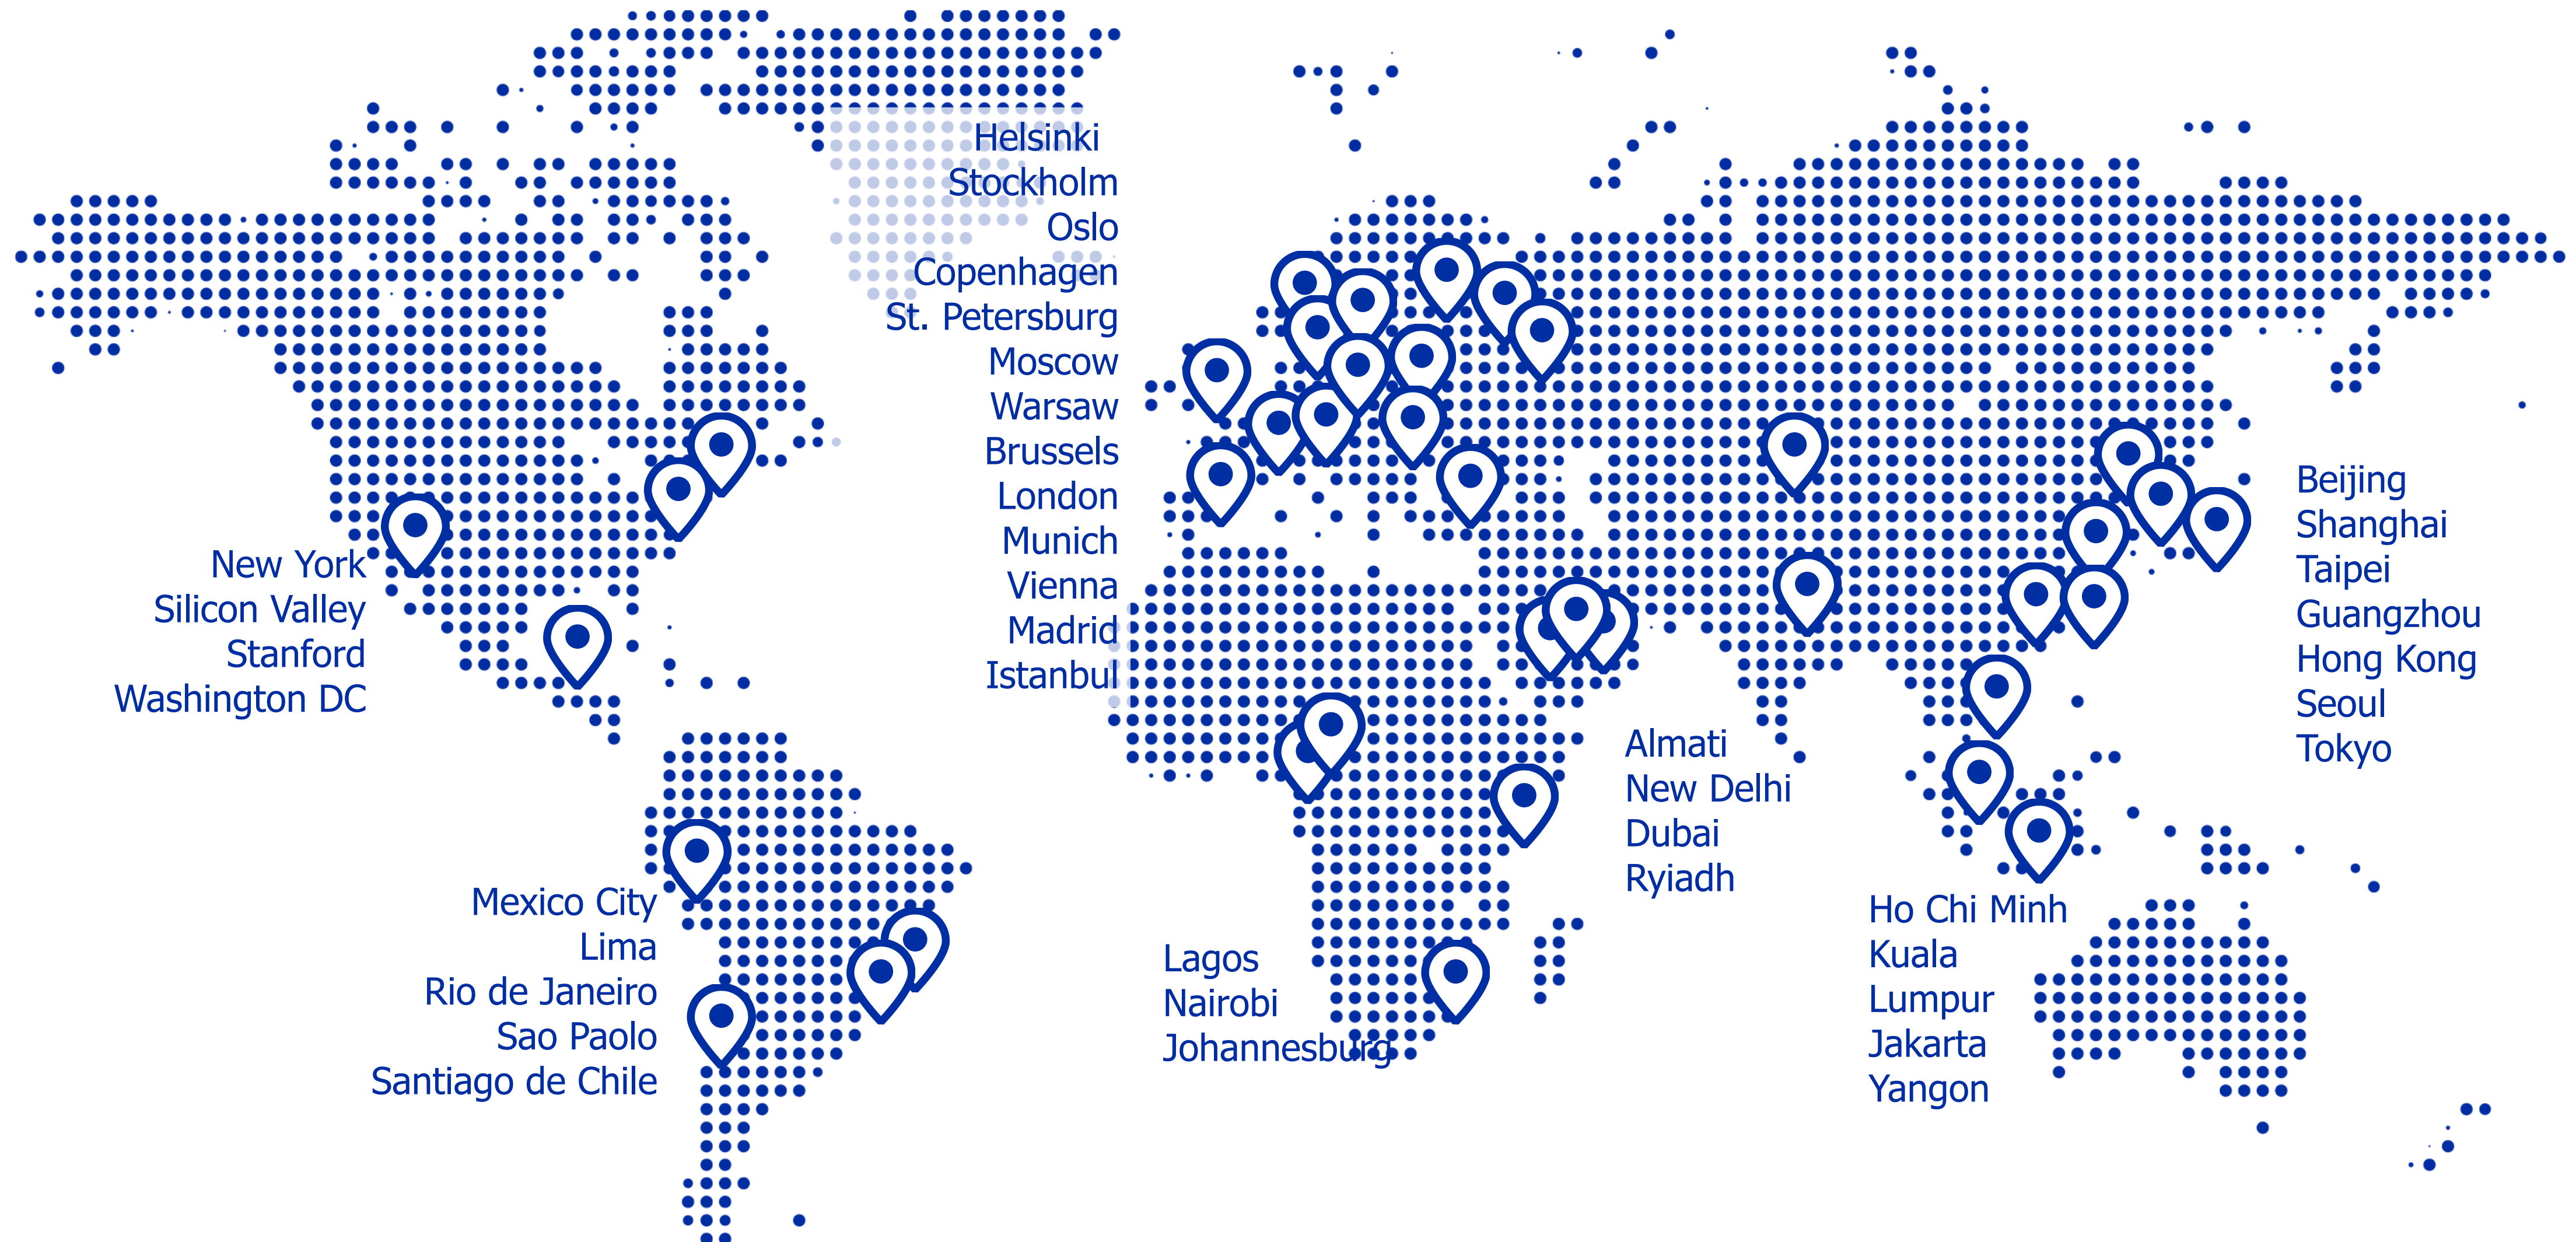 Helsinki
Stockholm
Oslo
Copenhagen
St. Petersburg
Moscow
Warsaw
Brussels
London
Munich
Vienna
Madrid
Istanbul
New York
Silicon Valley
Stanford
Washington DC
Beijing
Shanghai
Taipei
Guangzhou
Hong Kong
Seoul
Tokyo
Almati
New Delhi
Dubai
Ryiadh
Mexico City
Lima
Rio de Janeiro
Sao Paolo
Santiago de Chile
Lagos
Nairobi
Johannesburg
Ho Chi Minh
Kuala
Lumpur
Jakarta
Yangon